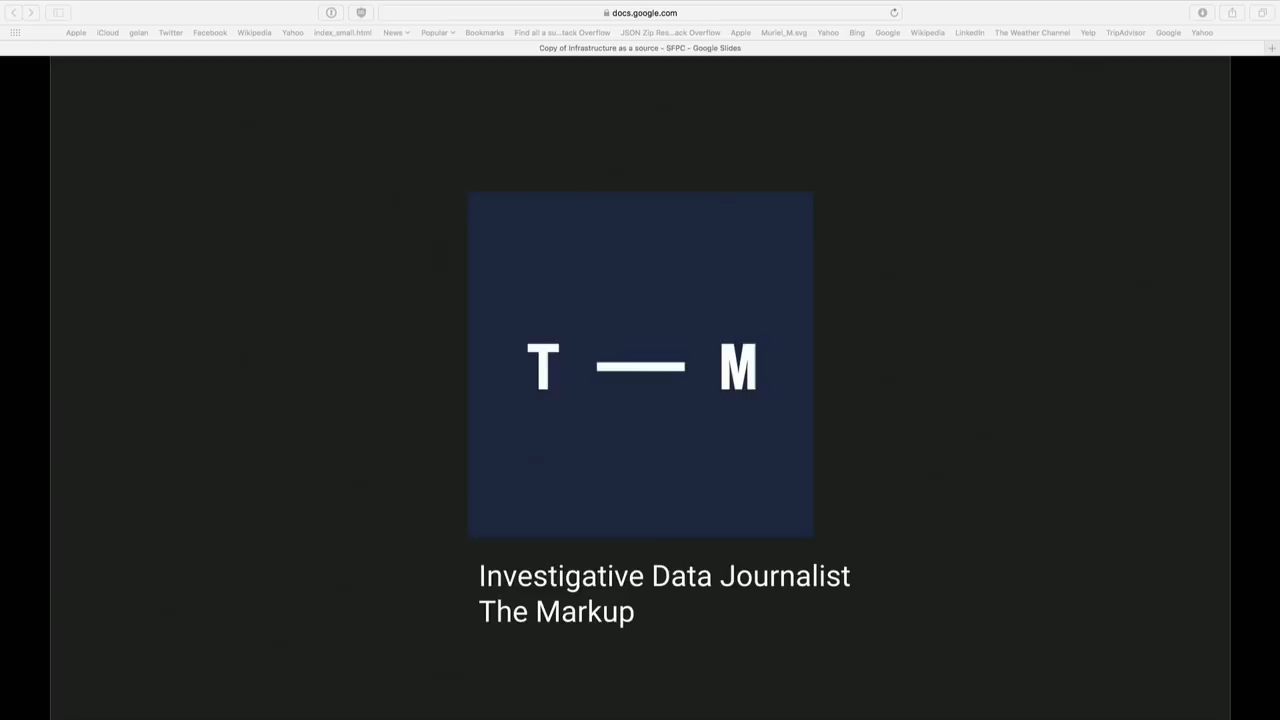 docs.google.com
Apple iCloud golan Twitter Facebook Wikipedia Yahoo index_small.html News Popular Bookmarks Find all a su...tack Overflow JSON Zip Res...ack Overflow Apple Muriel_M.svg Yahoo Bing Google Wikipedia LinkedIn The Weather Channel Yelp TripAdvisor Google Yahoo
Copy of Infrastructure as a source - SFPC - Google Slides
T — M
Investigative Data Journalist
The Markup